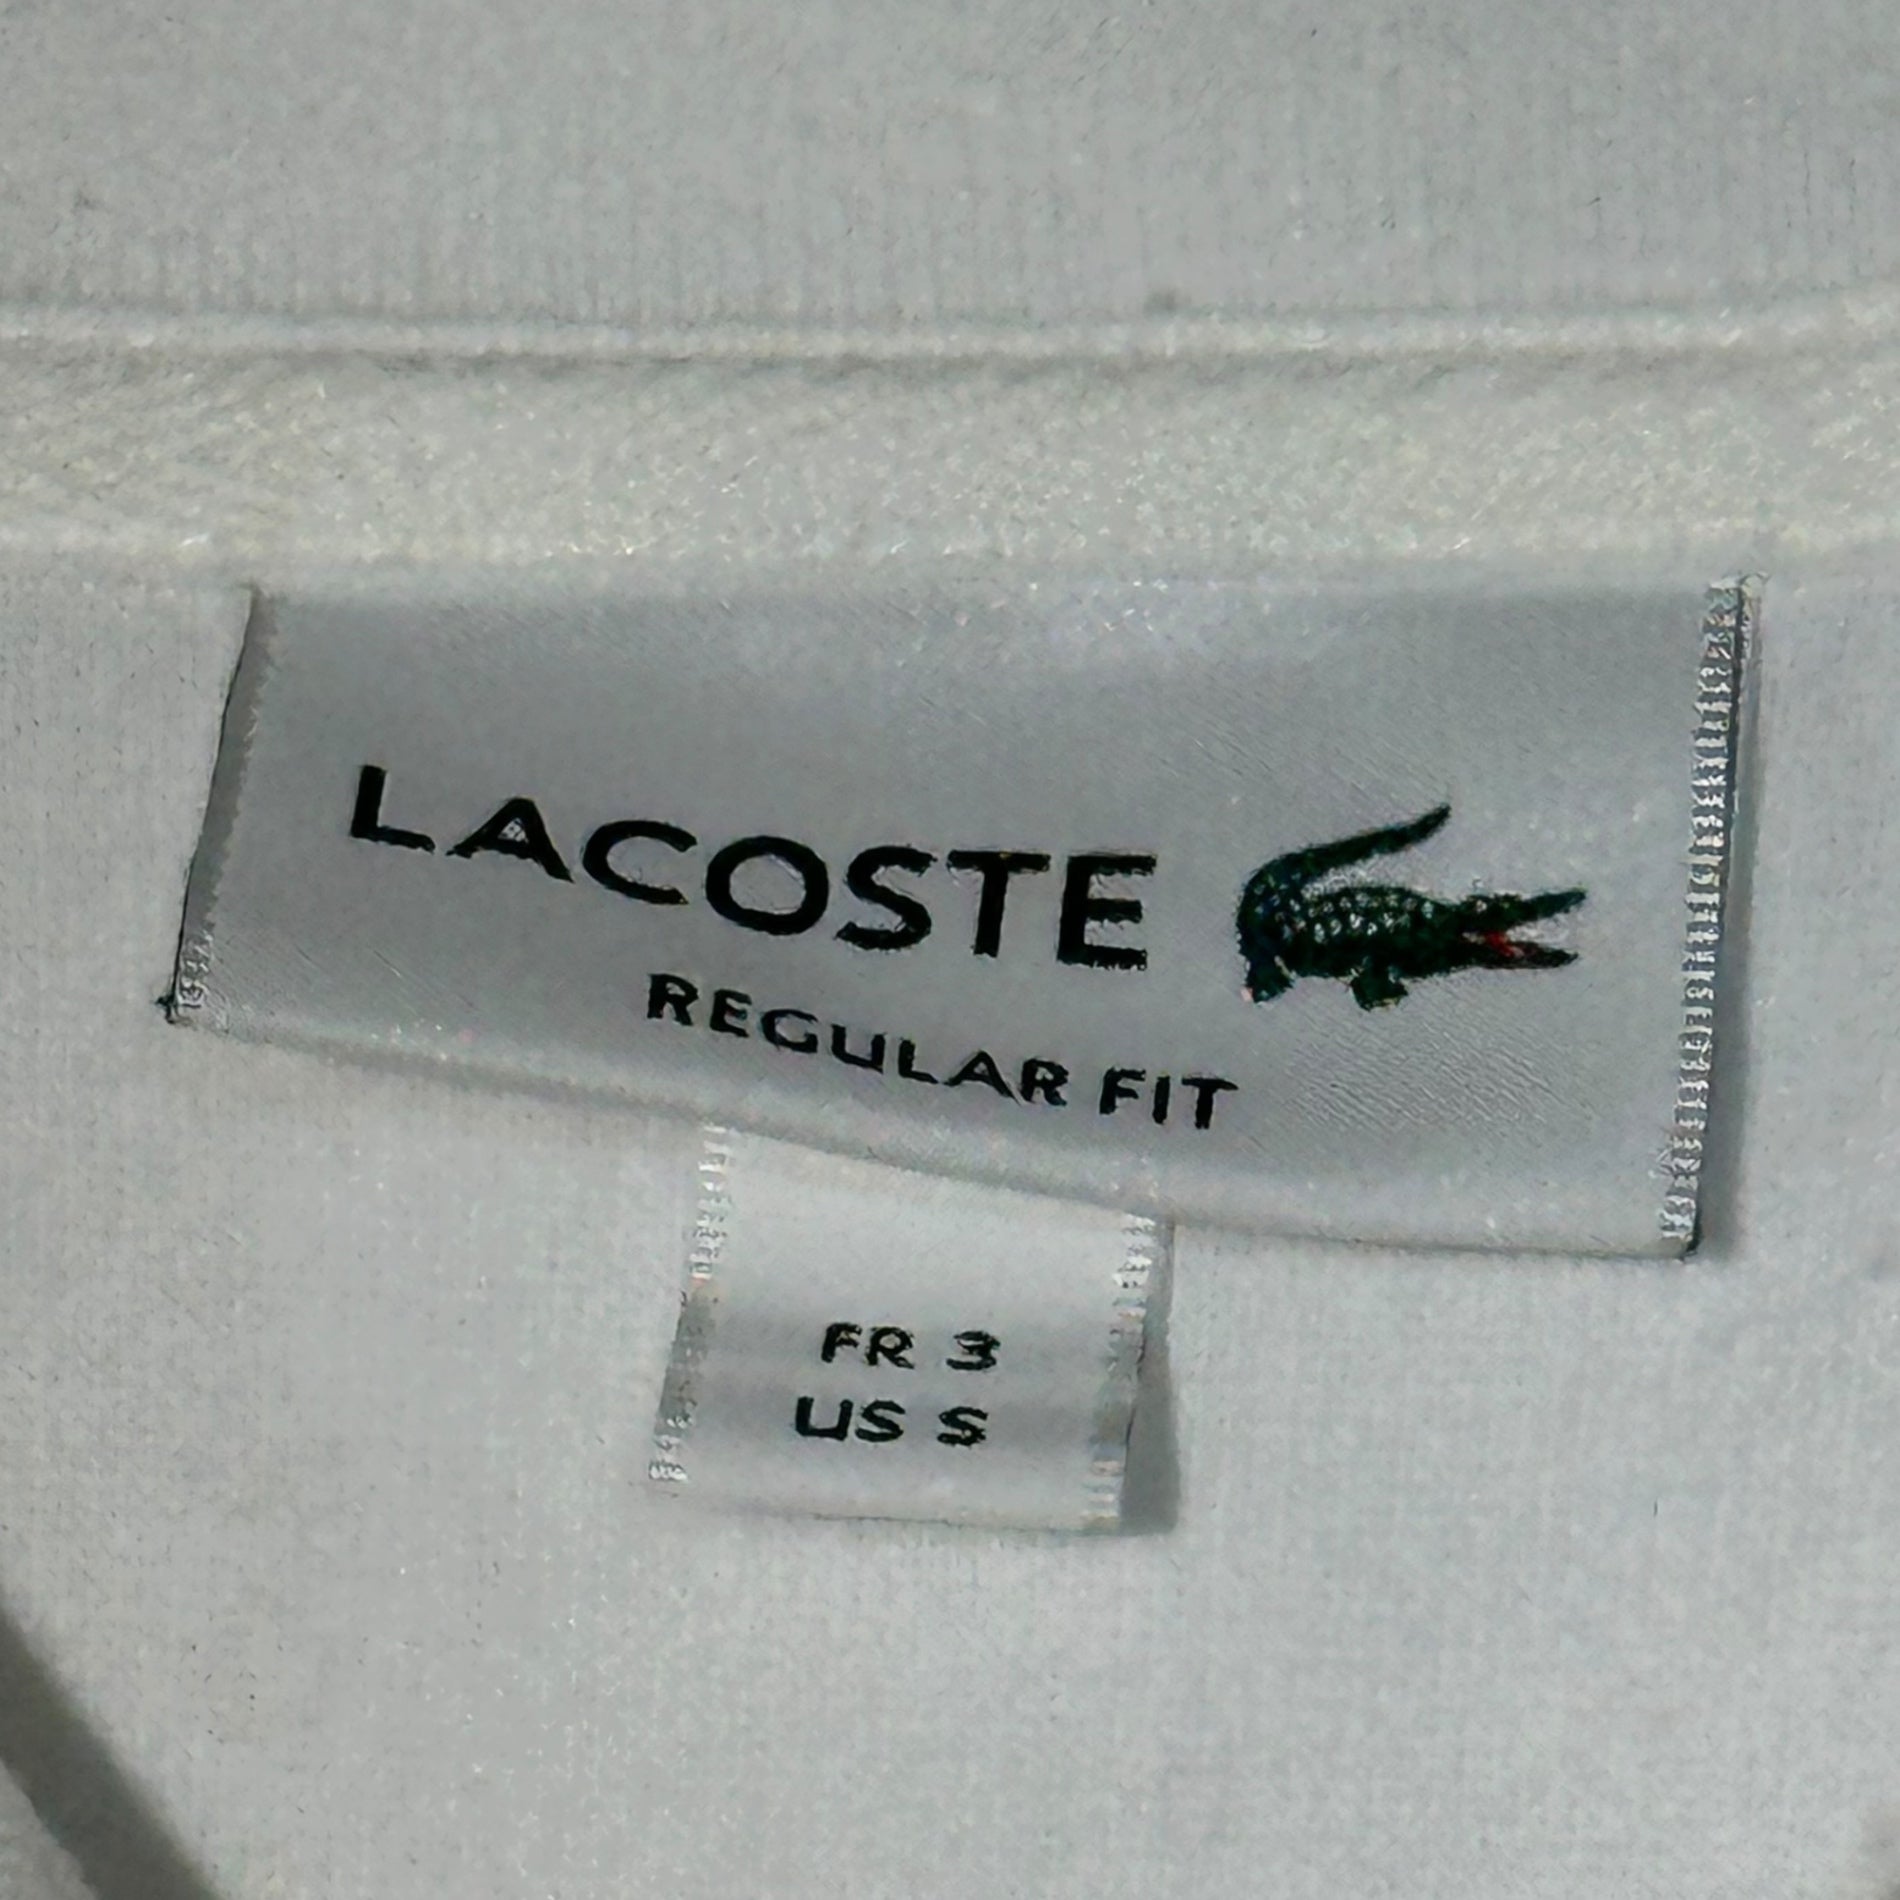 LACOSTE
REGULAR FIT
FR 3
US S